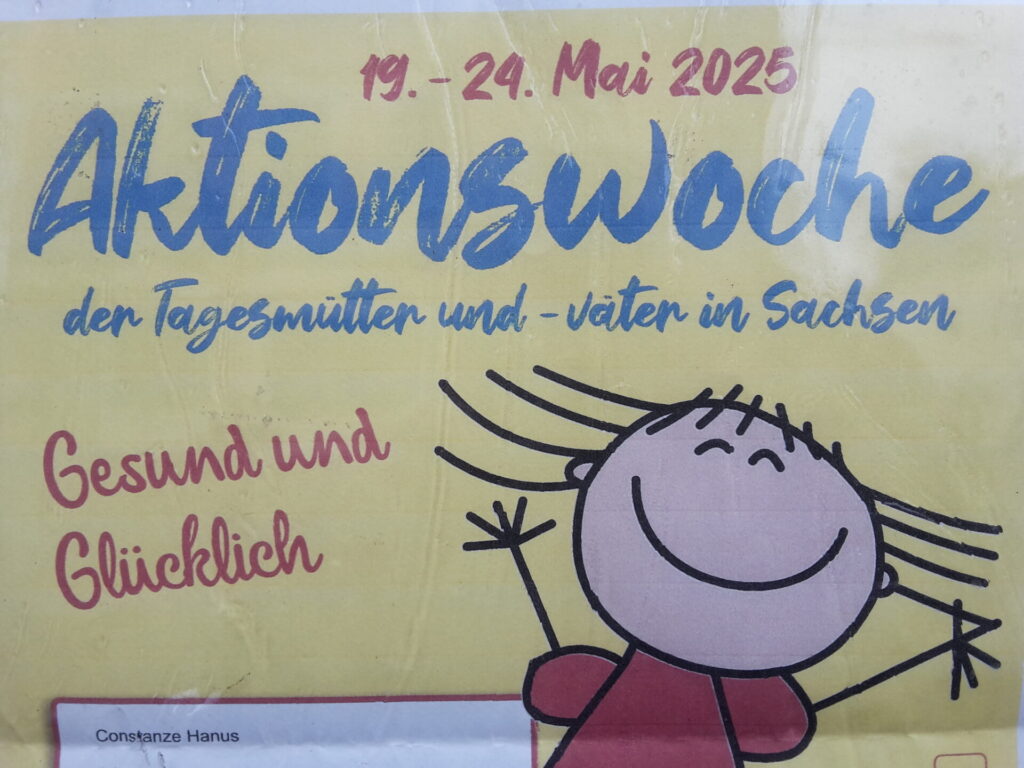 19. - 24. Mai 2025
Aktionswoche
der Tagesmütter und -väter in Sachsen
Gesund und
Glücklich
Constanze Hanus